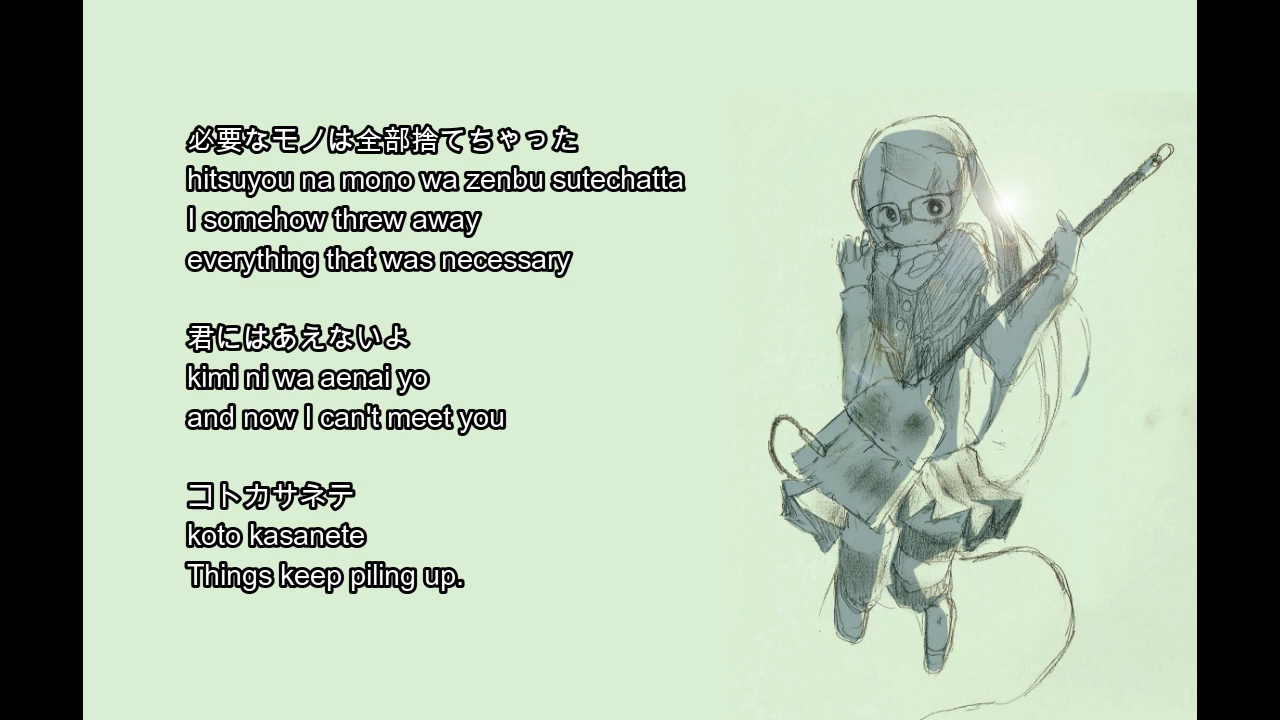 必要なモノは全部捨てちゃった
hitsuyou na mono wa zenbu sutechatta
I somehow threw away
everything that was necessary
君にはあえないよ
kimi ni wa aenai yo
and now I can't meet you
コトカサネテ
koto kasanete
Things keep piling up.